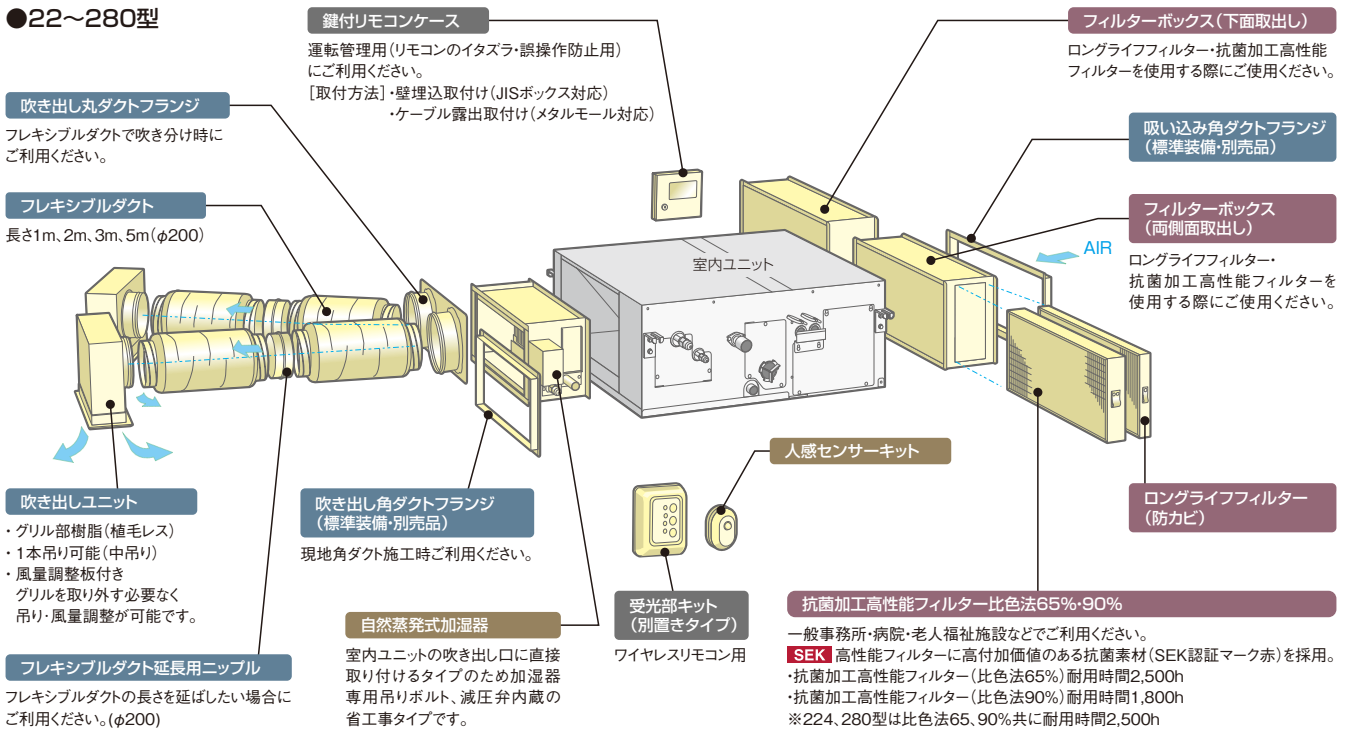 ●22〜280型
鍵付リモコンケース
運転管理用(リモコンのイタズラ・誤操作防止用)
にご利用ください。
[取付方法]・壁埋込取付け(JISボックス対応)
・ケーブル露出取付け(メタルモール対応)
フィルターボックス(下面取出し)
ロングライフフィルター・抗菌加工高性能
フィルターを使用する際にご使用ください。
吹き出し丸ダクトフランジ
フレキシブルダクトで吹き分け時に
ご利用ください。
吸い込み角ダクトフランジ
(標準装備・別売品)
フレキシブルダクト
長さ1m、2m、3m、5m(φ200)
フィルターボックス
(両側面取出し)
ロングライフフィルター・
抗菌加工高性能フィルターを
使用する際にご使用ください。
AIR
室内ユニット
人感センサーキット
吹き出しユニット
・グリル部樹脂(植毛レス)
・1本吊り可能(中吊り)
・風量調整板付き
グリルを取り外す必要なく
吊り・風量調整が可能です。
吹き出し角ダクトフランジ
(標準装備・別売品)
現地角ダクト施工時ご利用ください。
ロングライフフィルター
(防カビ)
フレキシブルダクト延長用ニップル
フレキシブルダクトの長さを延ばしたい場合に
ご利用ください。(φ200)
自然蒸発式加湿器
室内ユニットの吹き出し口に直接
取り付けるタイプのため加湿器
専用吊りボルト、減圧弁内蔵の
省工事タイプです。
受光部キット
(別置きタイプ)
ワイヤレスリモコン用
抗菌加工高性能フィルター比色法65%・90%
一般事務所・病院・老人福祉施設などでご利用ください。
SEK 高性能フィルターに高付加価値のある抗菌素材(SEK認証マーク赤)を採用。
・抗菌加工高性能フィルター(比色法65%)耐用時間2,500h
・抗菌加工高性能フィルター(比色法90%)耐用時間1,800h
※224、280型は比色法65、90%共に耐用時間2,500h